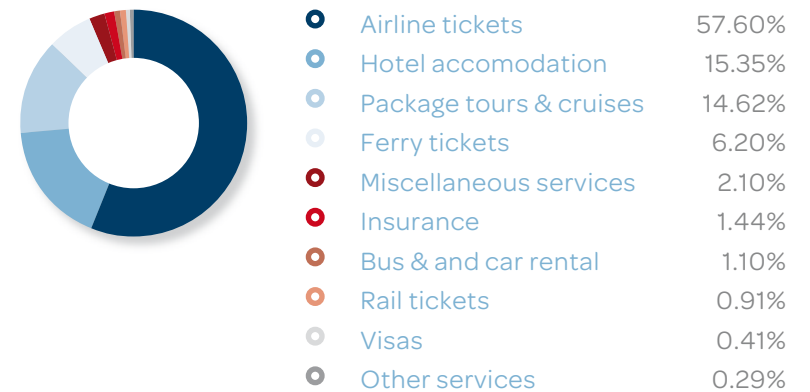 Airline tickets 57.60%
Hotel accomodation 15.35%
Package tours & cruises 14.62%
Ferry tickets 6.20%
Miscellaneous services 2.10%
Insurance 1.44%
Bus & and car rental 1.10%
Rail tickets 0.91%
Visas 0.41%
Other services 0.29%